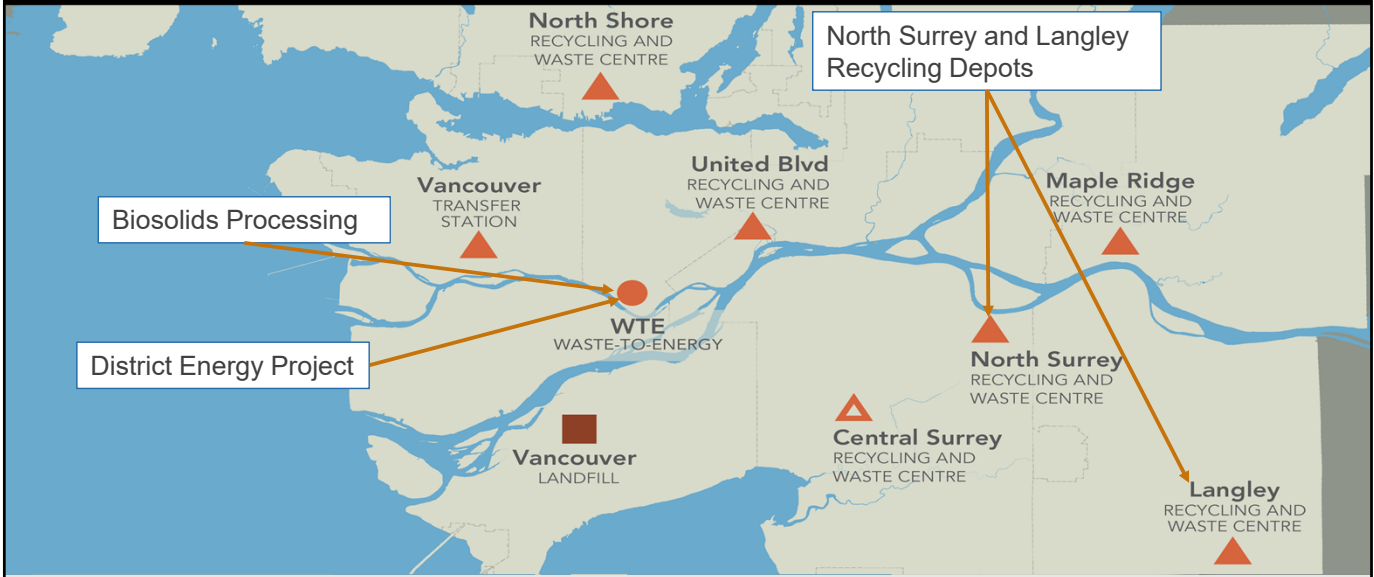 North Shore
RECYCLING AND
WASTE CENTRE
North Surrey and Langley
Recycling Depots
United Blvd
RECYCLING AND
WASTE CENTRE
Maple Ridge
RECYCLING AND
WASTE CENTRE
Vancouver
TRANSFER
STATION
Biosolids Processing
WTE
WASTE-TO-ENERGY
District Energy Project
North Surrey
RECYCLING AND
WASTE CENTRE
Central Surrey
RECYCLING AND
WASTE CENTRE
Vancouver
LANDFILL
Langley
RECYCLING AND
WASTE CENTRE